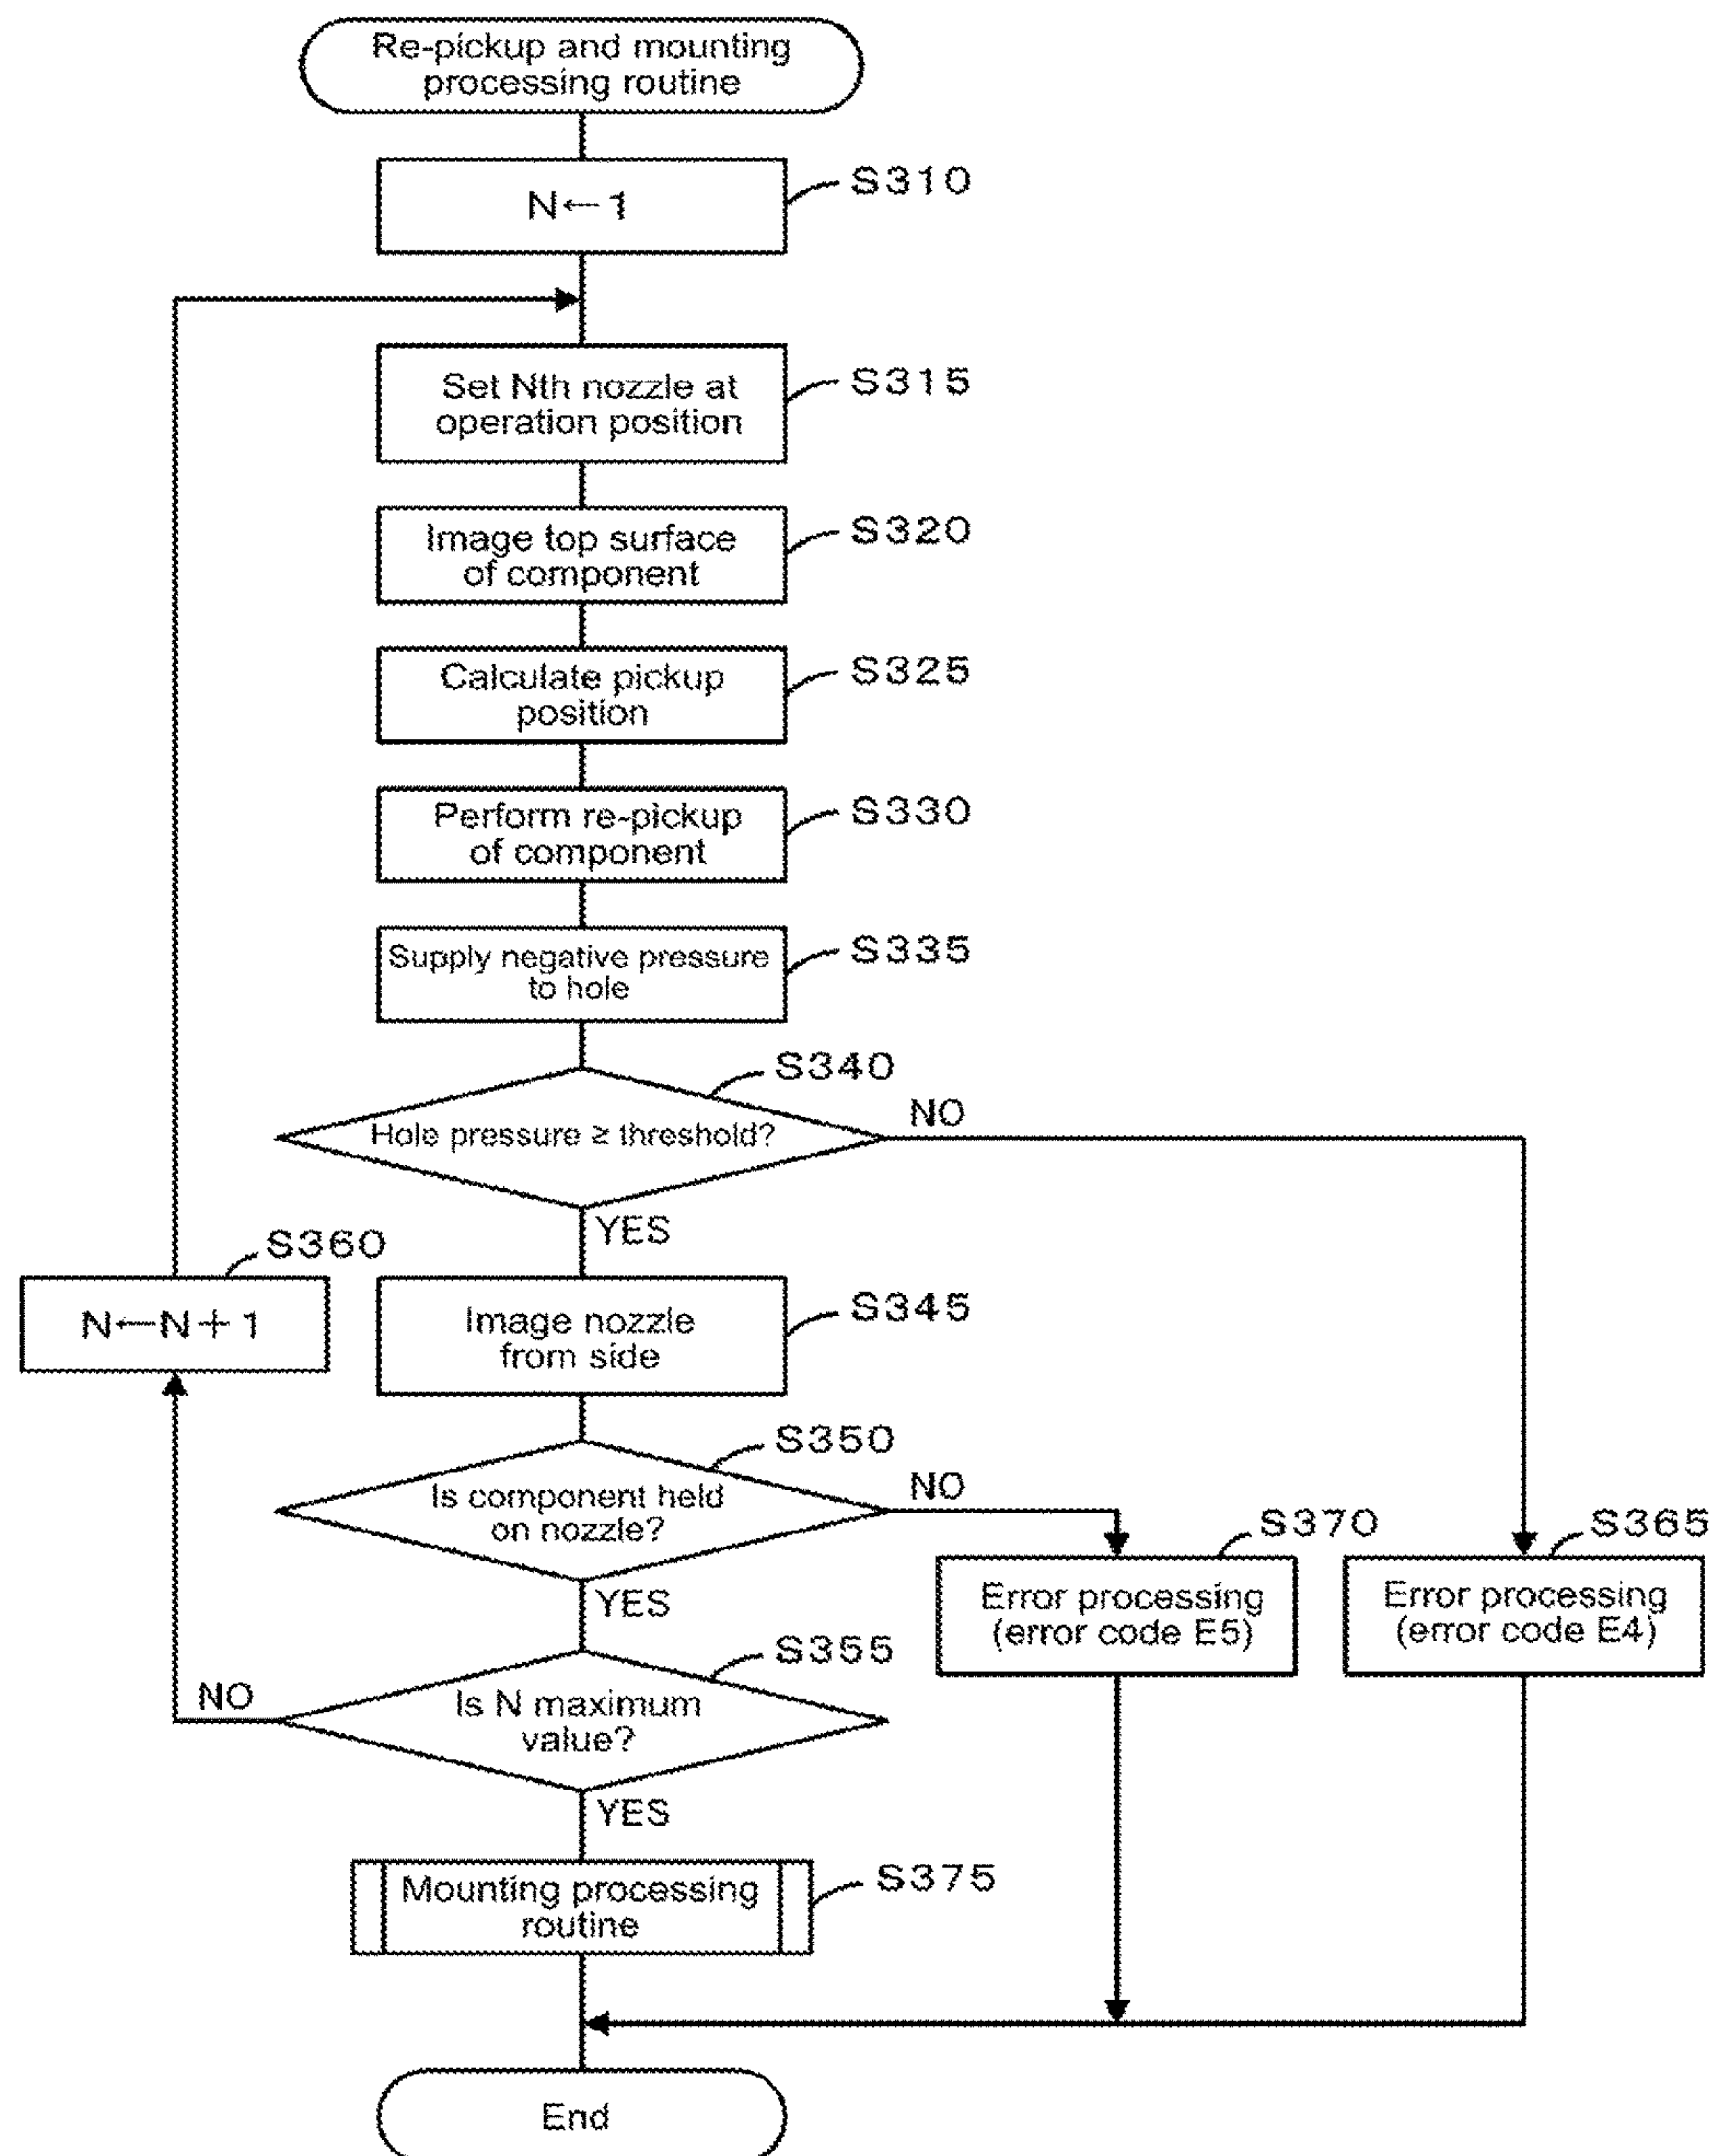 Re-pickup and mounting
processing routine
N←1
S310
Set Nth nozzle at
operation position
S315
Image top surface
of component
S320
Calculate pickup
position
S325
Perform re-pickup
of component
S330
Supply negative pressure
to hole
S335
S340
Hole pressure ≥ threshold?
NO
YES
S360
N←N+1
Image nozzle
from side
S345
S350
Is component held
on nozzle?
NO
YES
S370
Error processing
(error code E5)
S365
Error processing
(error code E4)
S355
Is N maximum
value?
NO
YES
Mounting processing
routine
S375
End